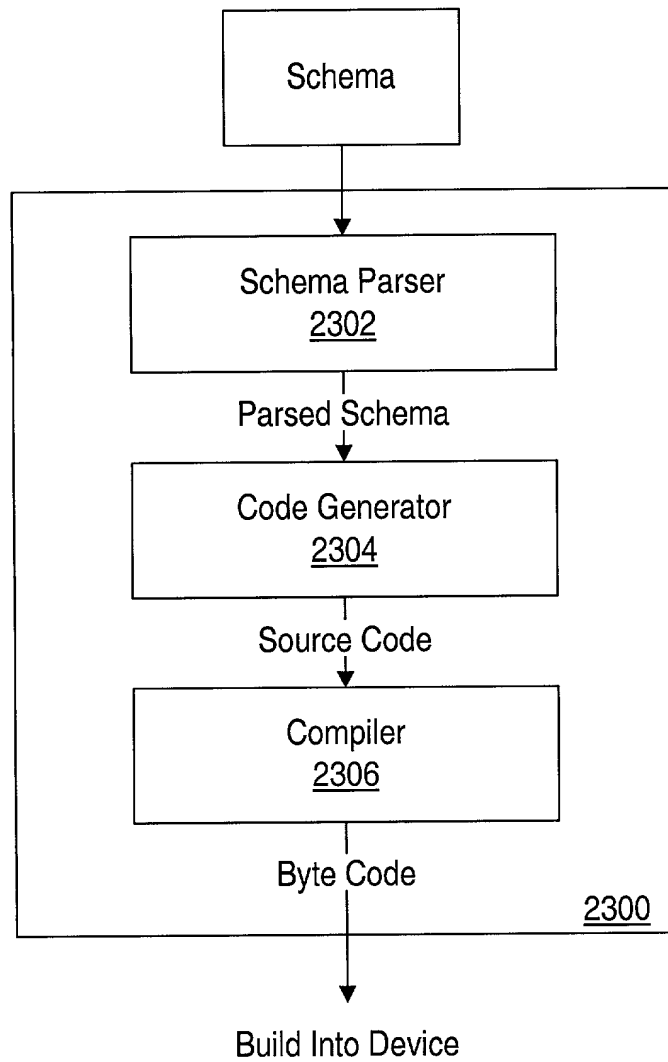 Schema
Schema Parser
2302
Parsed Schema
Code Generator
2304
Source Code
Compiler
2306
Byte Code
2300
Build Into Device